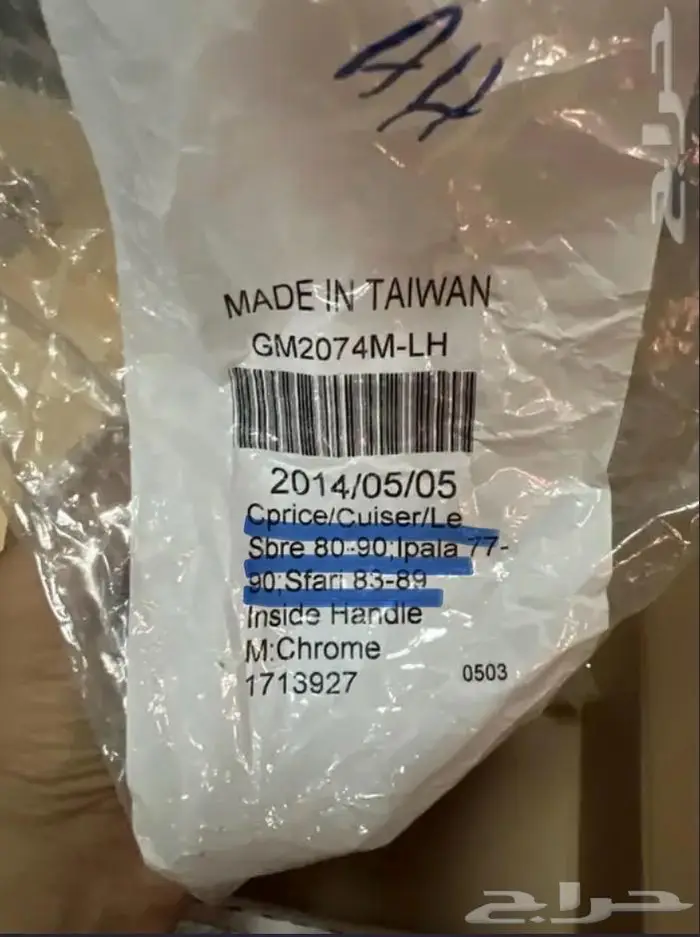 44
حراج
MADE IN TAIWAN
GM2074M-LH
2014/05/05
Cprice/Cuiser/Le
Sbre 80-90;Ipala 77-
90;Sfari 83-89
Inside Handle
M:Chrome
1713927 0503
حراج